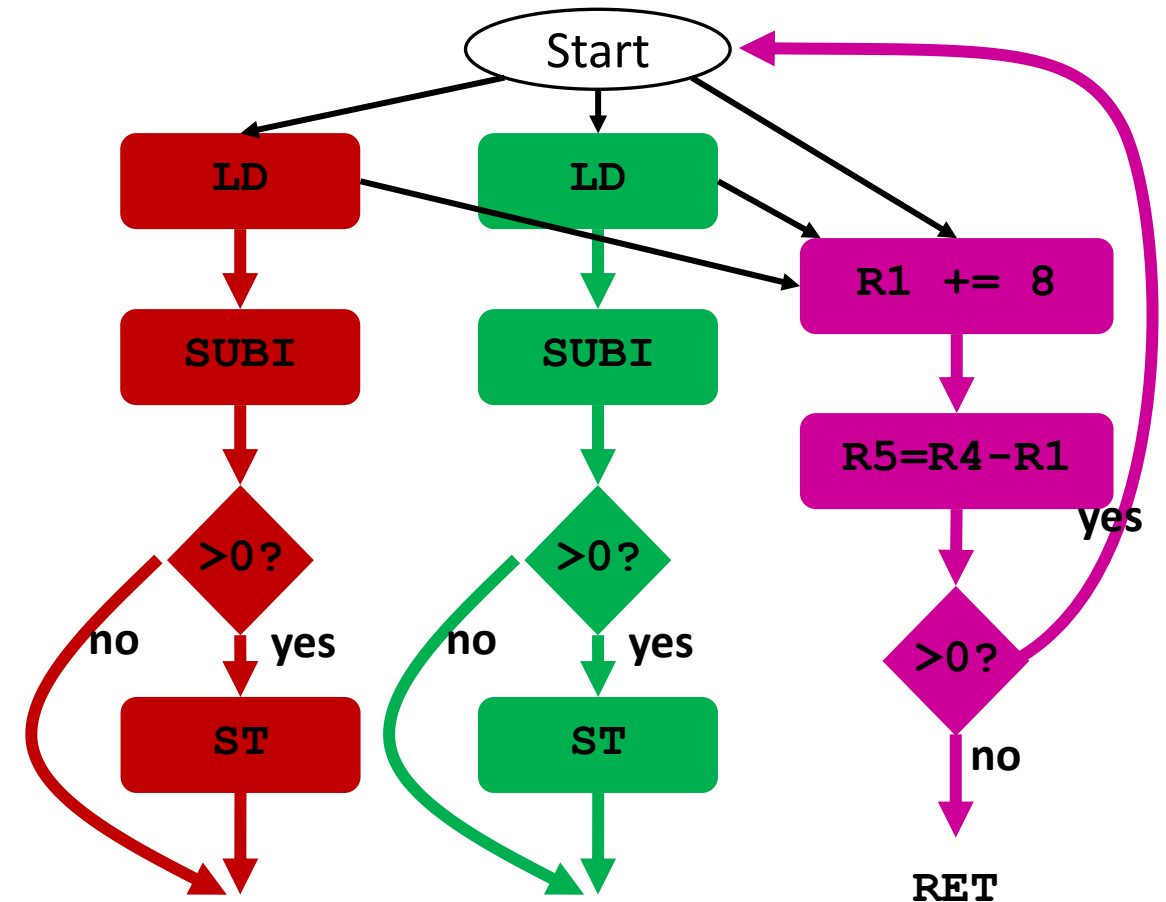 Start
LD
LD
R1 += 8
SUBI
SUBI
R5=R4-R1
yes
>0?
>0?
no
yes
no
yes
>0?
ST
ST
no
RET